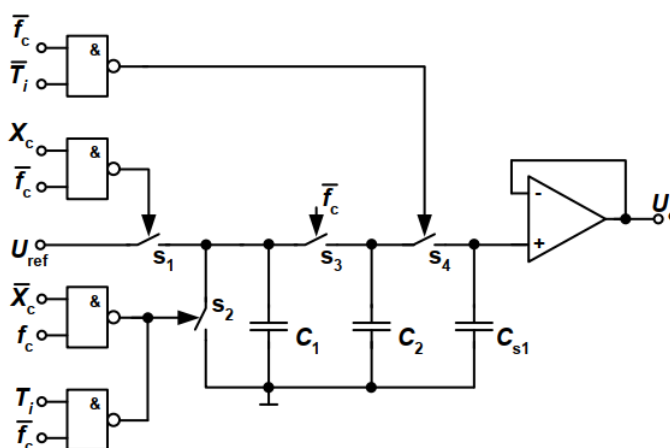 f̅c
&
T̅i
Xc
&
f̅c
f̅c
Uref
s1
s3
s4
-
+
U
X̅c
&
fc
s2
C1
C2
Cs1
Ti
&
f̅c